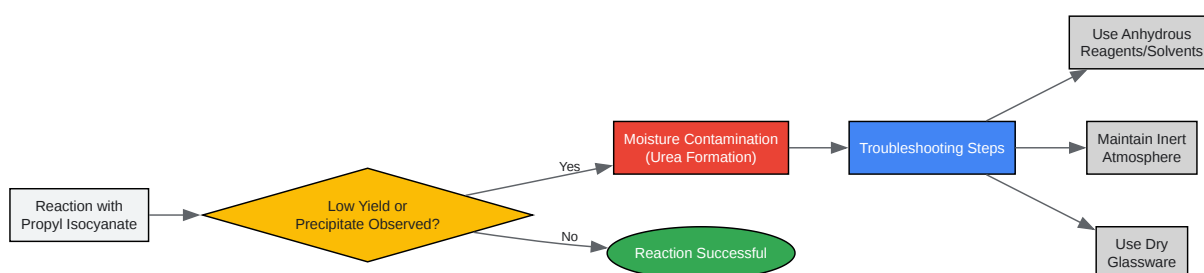 Reaction with
Propyl Isocyanate
Low Yield or
Precipitate Observed?
Yes
No
Moisture Contamination
(Urea Formation)
Reaction Successful
Troubleshooting Steps
Use Anhydrous
Reagents/Solvents
Maintain Inert
Atmosphere
Use Dry
Glassware